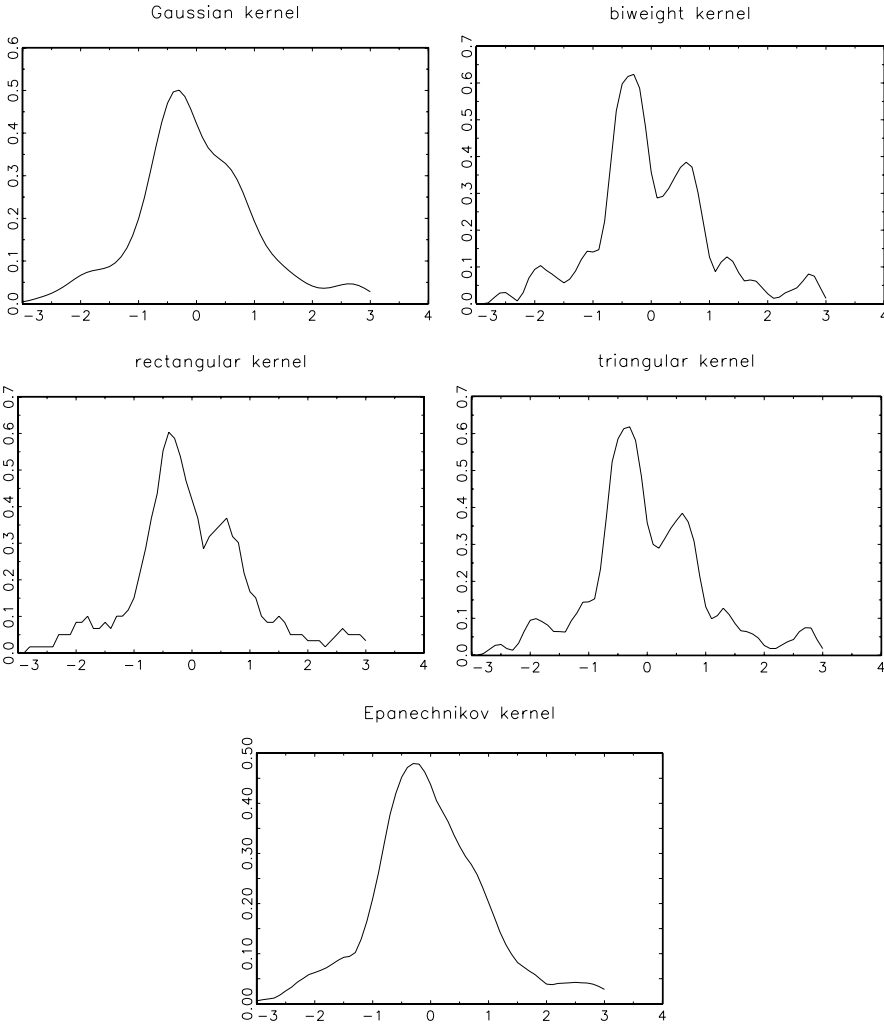 Gaussian kernel
0.0 0.1 0.2 0.3 0.4 0.5 0.6
−3 −2 −1 0 1 2 3 4
biweight kernel
0.0 0.1 0.2 0.3 0.4 0.5 0.6 0.7
−3 −2 −1 0 1 2 3 4
rectangular kernel
0.0 0.1 0.2 0.3 0.4 0.5 0.6 0.7
−3 −2 −1 0 1 2 3 4
triangular kernel
0.0 0.1 0.2 0.3 0.4 0.5 0.6 0.7
−3 −2 −1 0 1 2 3 4
Epanechnikov kernel
0.00 0.10 0.20 0.30 0.40 0.50
−3 −2 −1 0 1 2 3 4